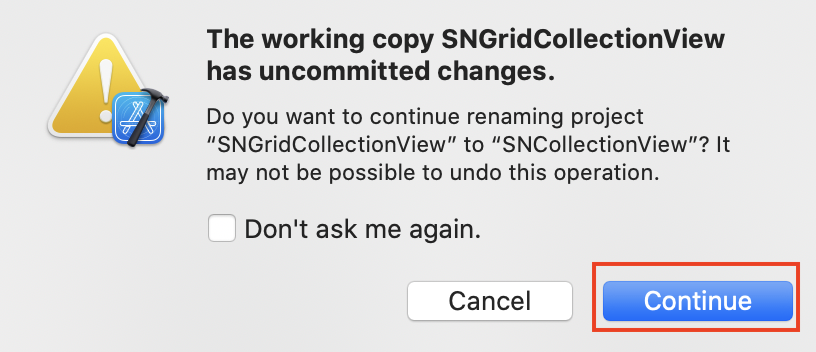 The working copy SNGridCollectionView
has uncommitted changes.
Do you want to continue renaming project
“SNGridCollectionView” to “SNCollectionView”? It
may not be possible to undo this operation.
Don't ask me again.
Cancel
Continue